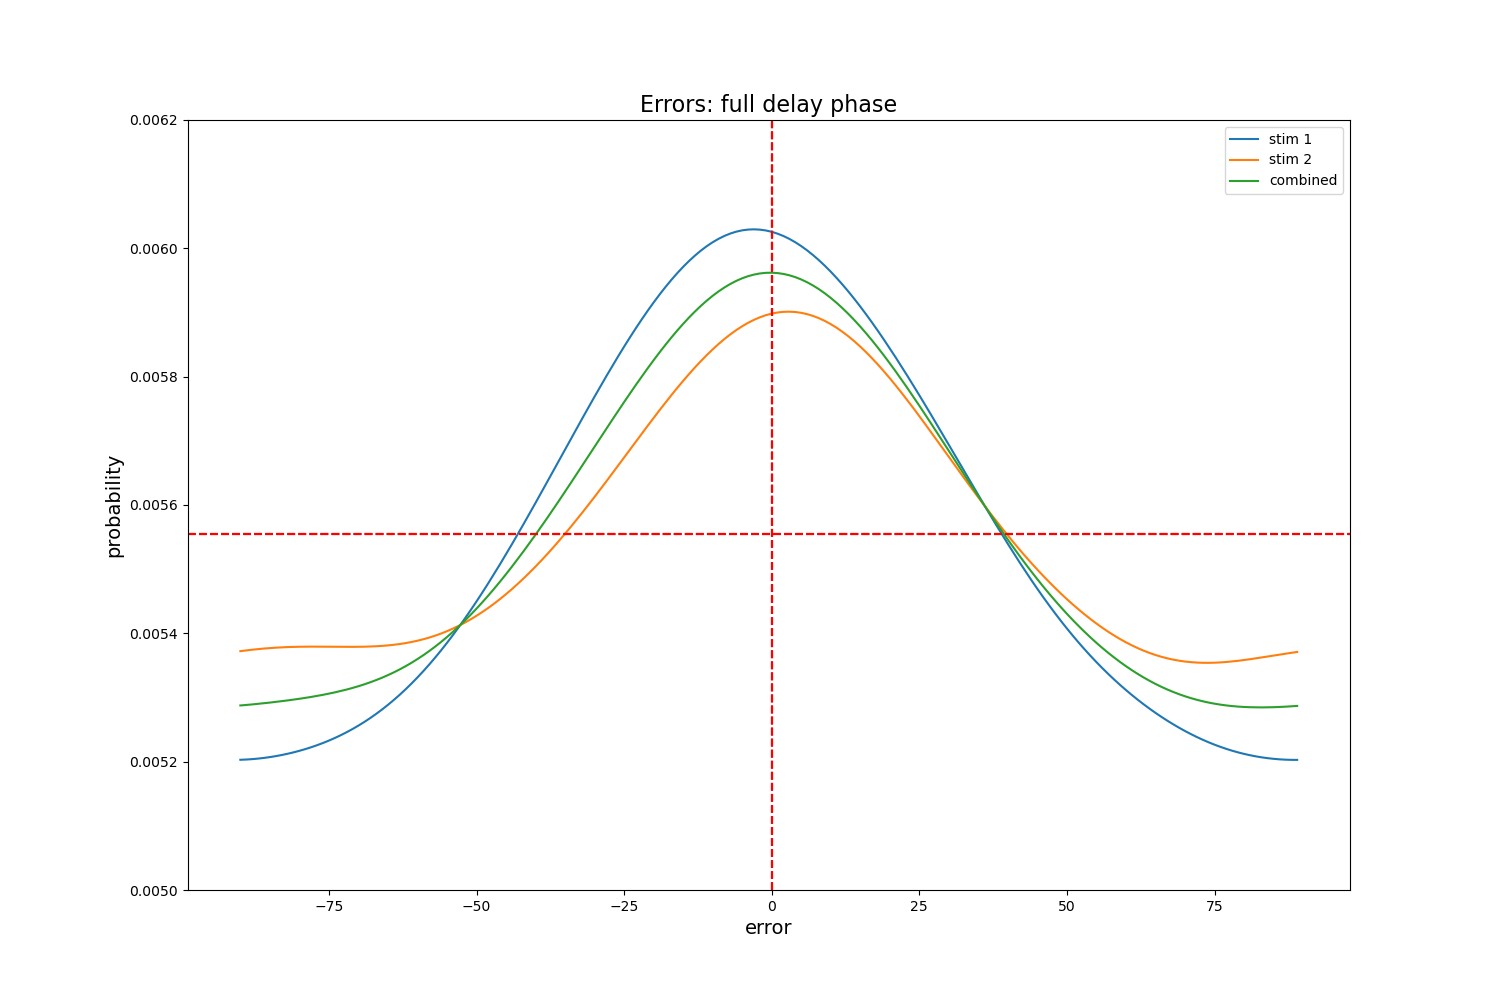 Errors: full delay phase
stim 1
stim 2
combined
probability
0.0062
0.0060
0.0058
0.0056
0.0054
0.0052
0.0050
−75
−50
−25
0
25
50
75
error